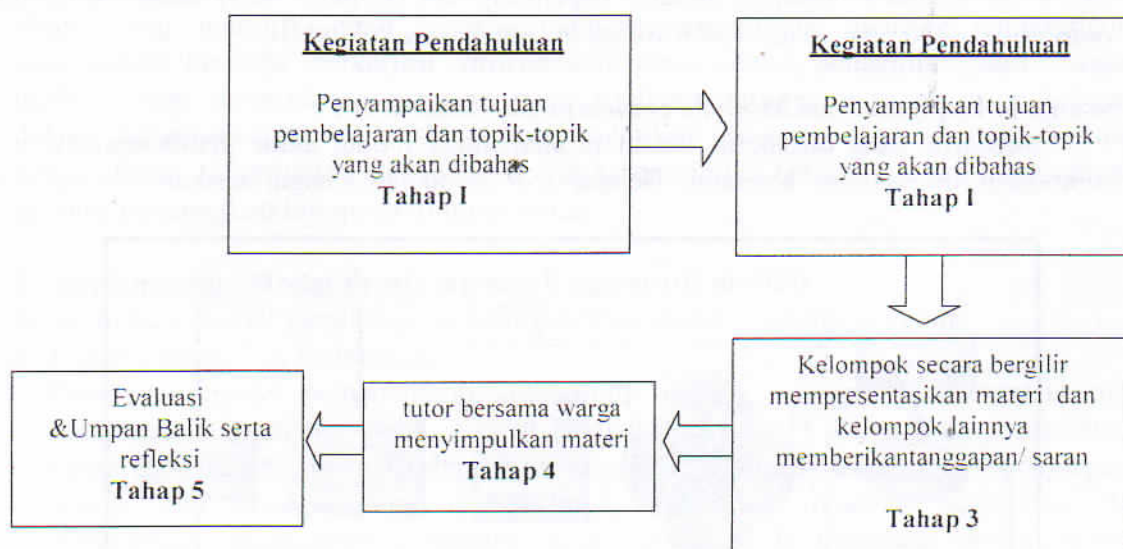 Kegiatan Pendahuluan
Penyampaikan tujuan
pembelajaran dan topik-topik
yang akan dibahas
Tahap I
Kegiatan Pendahuluan
Penyampaikan tujuan
pembelajaran dan topik-topik
yang akan dibahas
Tahap I
Kelompok secara bergilir
mempresentasikan materi dan
kelompok lainnya
memberikantanggapan/ saran
Tahap 3
tutor bersama warga
menyimpulkan materi
Tahap 4
Evaluasi
&Umpan Balik serta
refleksi
Tahap 5